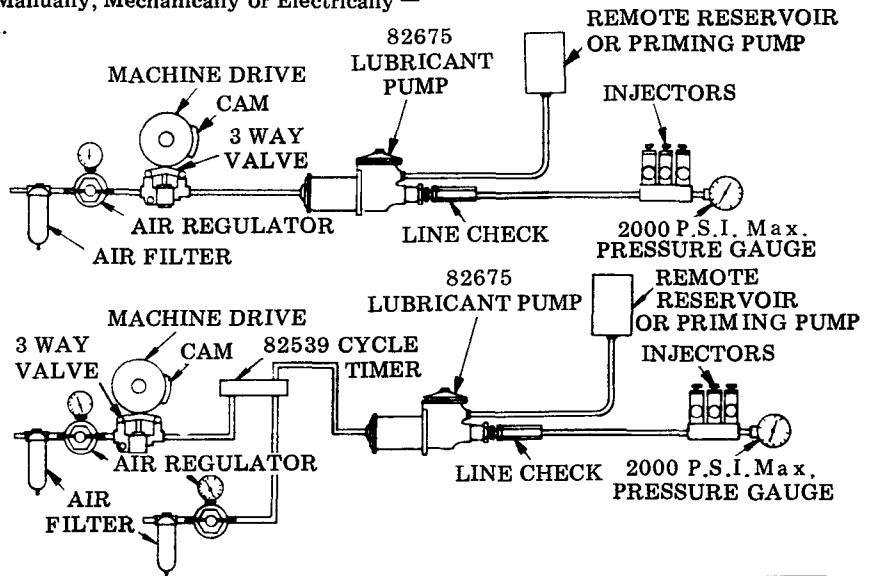 Manually, Mechanically or Electrically —
REMOTE RESERVOIR
OR PRIMING PUMP
82675
LUBRICANT
PUMP
MACHINE DRIVE
CAM
3 WAY
VALVE
INJECTORS
AIR REGULATOR
AIR FILTER
LINE CHECK
2000 P.S.I. Max.
PRESSURE GAUGE
82675
LUBRICANT PUMP
REMOTE
RESERVOIR
OR PRIMING PUMP
MACHINE DRIVE
3 WAY
VALVE
CAM
82539 CYCLE
TIMER
INJECTORS
AIR REGULATOR
AIR
FILTER
LINE CHECK
2000 P.S.I. Max.
PRESSURE GAUGE